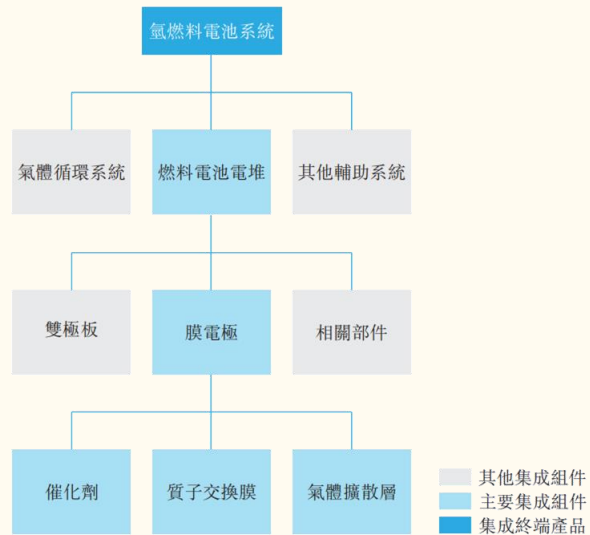 氫燃料電池系統
氣體循環系統
燃料電池電堆
其他輔助系統
雙極板
膜電極
相關部件
催化劑
質子交換膜
氣體擴散層
其他集成組件
主要集成組件
集成終端產品